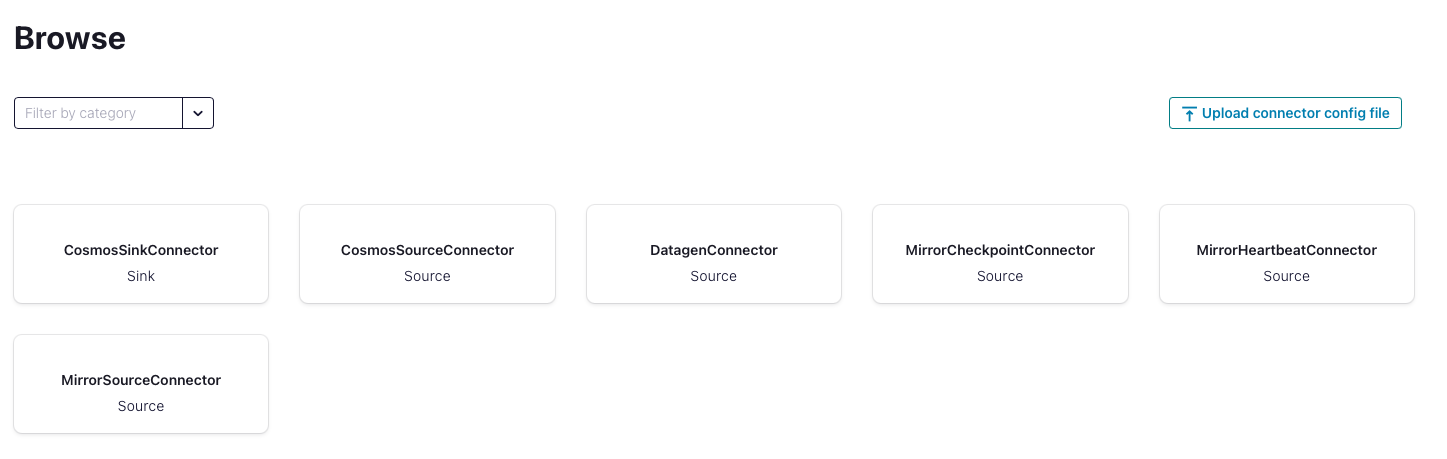 Browse
Filter by category
Upload connector config file
CosmosSinkConnector
Sink
CosmosSourceConnector
Source
DatagenConnector
Source
MirrorCheckpointConnector
Source
MirrorHeartbeatConnector
Source
MirrorSourceConnector
Source